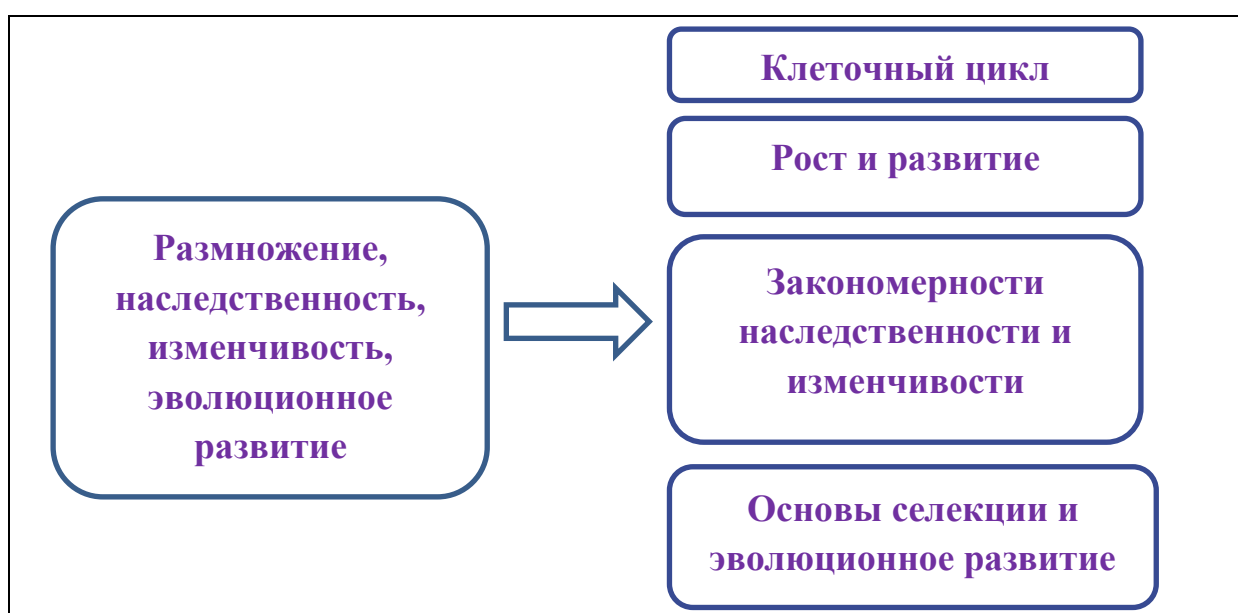 Размножение,
наследственность,
изменчивость,
эволюционное
развитие
Клеточный цикл
Рост и развитие
Закономерности
наследственности и
изменчивости
Основы селекции и
эволюционное развитие